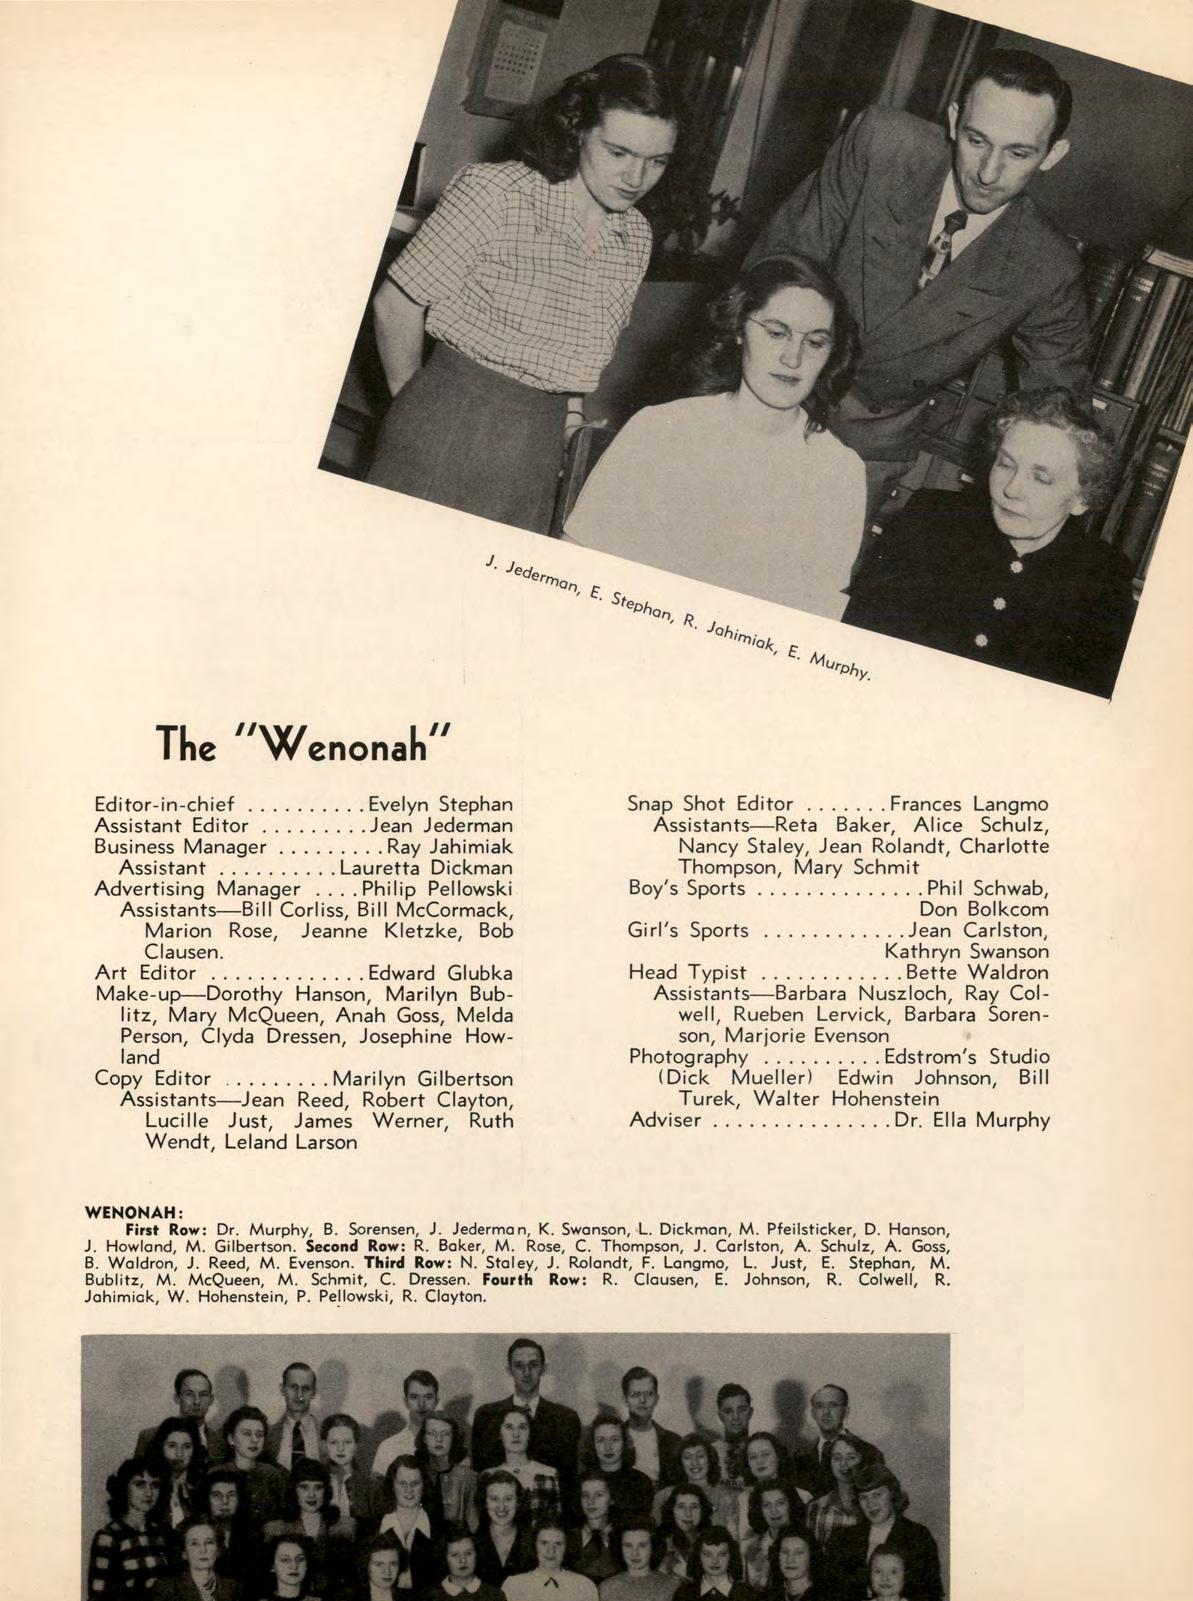 J. Jederman, E. Stephan, R. Jahimiak, E. Murphy.
The "Wenonah"
Editor-in-chief .......... Evelyn Stephan
Assistant Editor ......... Jean Jederman
Business Manager ......... Ray Jahimiak
Assistant .......... Lauretta Dickman
Advertising Manager .... Philip Pellowski
Assistants—Bill Corliss, Bill McCormack,
Marion Rose, Jeanne Kletzke, Bob
Clausen.
Art Editor ............. Edward Glubka
Make-up—Dorothy Hanson, Marilyn Bub-
litz, Mary McQueen, Anah Goss, Melda
Person, Clyda Dressen, Josephine How-
land
Copy Editor ......... Marilyn Gilbertson
Assistants—Jean Reed, Robert Clayton,
Lucille Just, James Werner, Ruth
Wendt, Leland Larson
Snap Shot Editor ....... Frances Langmo
Assistants—Reta Baker, Alice Schulz,
Nancy Staley, Jean Rolandt, Charlotte
Thompson, Mary Schmit
Boy's Sports .............. Phil Schwab,
Don Bolkcom
Girl's Sports ............ Jean Carlston,
Kathryn Swanson
Head Typist ............ Bette Waldron
Assistants—Barbara Nuszloch, Ray Col-
well, Rueben Lervick, Barbara Soren-
son, Marjorie Evenson
Photography .......... Edstrom's Studio
(Dick Mueller) Edwin Johnson, Bill
Turek, Walter Hohenstein
Adviser ............... Dr. Ella Murphy
WENONAH:
First Row: Dr. Murphy, B. Sorensen, J. Jederman, K. Swanson, L. Dickman, M. Pfeilsticker, D. Hanson,
J. Howland, M. Gilbertson. Second Row: R. Baker, M. Rose, C. Thompson, J. Carlston, A. Schulz, A. Goss,
B. Waldron, J. Reed, M. Evenson. Third Row: N. Staley, J. Rolandt, F. Langmo, L. Just, E. Stephan, M.
Bublitz, M. McQueen, M. Schmit, C. Dressen. Fourth Row: R. Clausen, E. Johnson, R. Colwell, R.
Jahimiak, W. Hohenstein, P. Pellowski, R. Clayton.